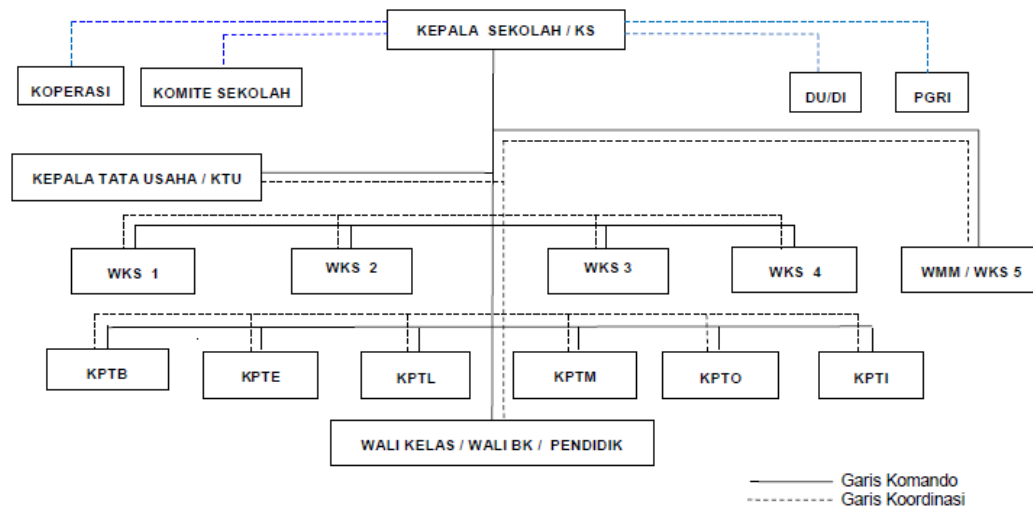 KEPALA SEKOLAH / KS
KOPERASI
KOMITE SEKOLAH
DU/DI
PGRI
KEPALA TATA USAHA / KTU
WKS 1
WKS 2
WKS 3
WKS 4
WMM / WKS 5
KPTB
KPTE
KPTL
KPTM
KPTO
KPTI
WALI KELAS / WALI BK / PENDIDIK
Garis Komando
Garis Koordinasi